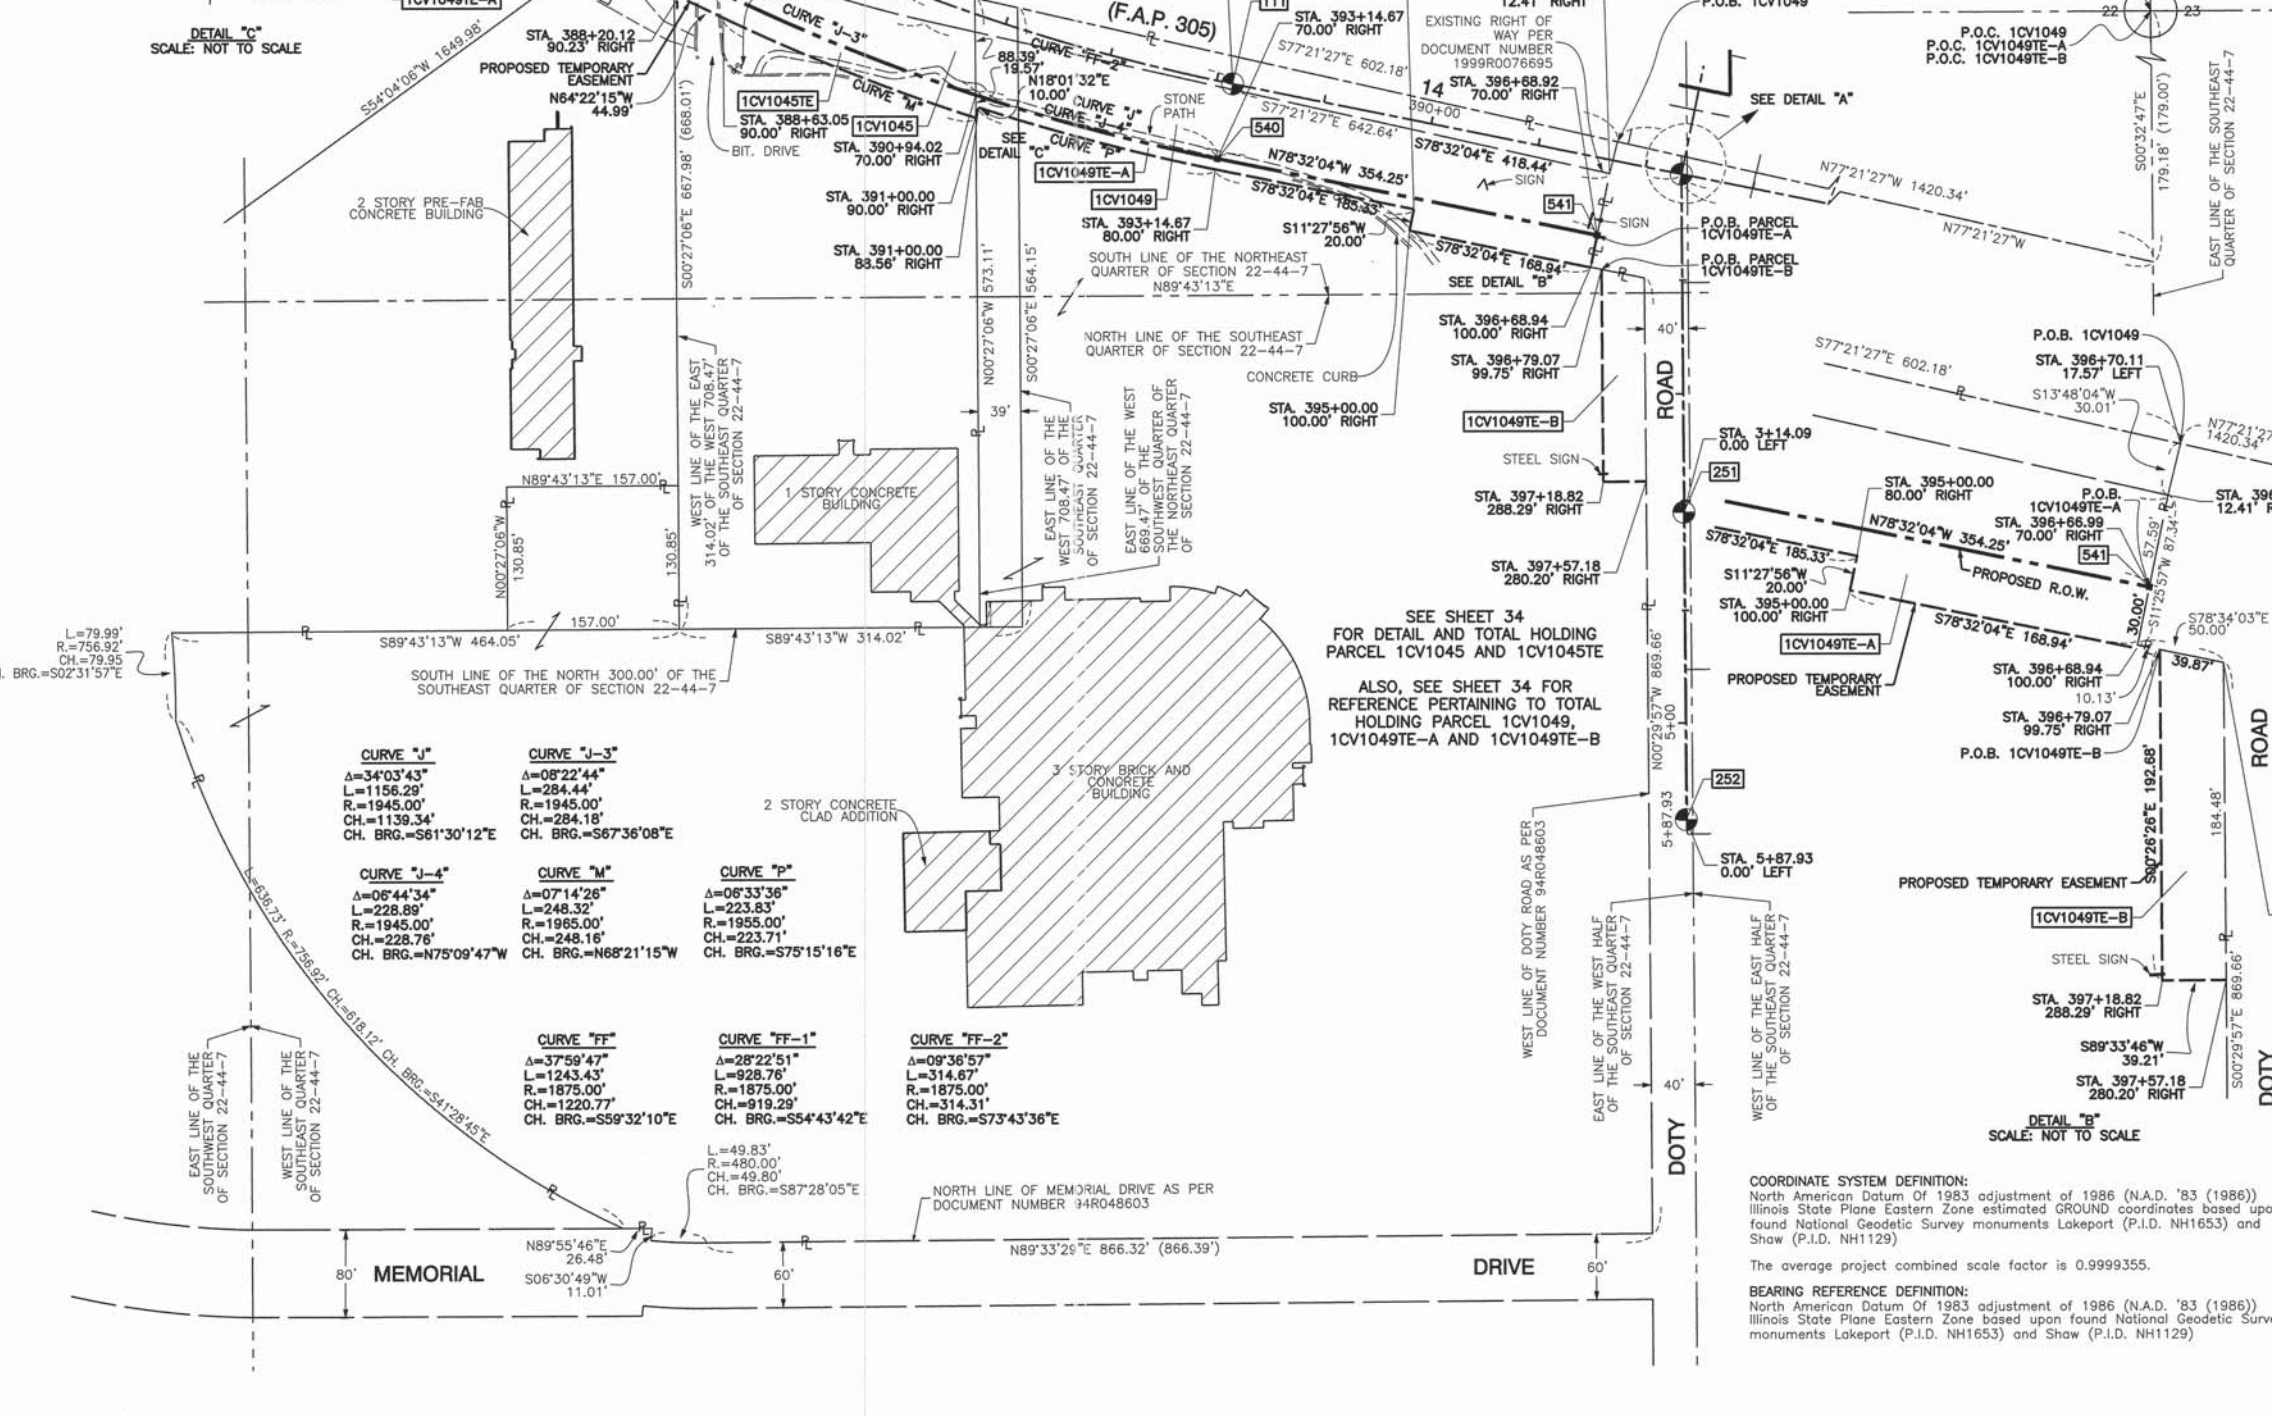 DETAIL "C"
SCALE: NOT TO SCALE
S54°04'06"W 1649.98'
STA. 388+20.12
90.23' RIGHT
PROPOSED TEMPORARY
EASEMENT
N64°22'15"W
44.99'
1CV1045TE
STA. 388+63.05
90.00' RIGHT
BIT. DRIVE
CURVE "J-3"
CURVE "M"
1CV1045
STA. 390+94.02
70.00' RIGHT
STA. 391+00.00
90.00' RIGHT
STA. 391+00.00
88.56' RIGHT
88.39'
19.57'
N18°01'32"E
10.00'
CURVE "FF-2"
CURVE "J"
CURVE "J-4"
CURVE "P"
SEE
DETAIL "C"
1CV1049TE-A
1CV1049
STONE
PATH
(F.A.P. 305)
111
STA. 393+14.67
70.00' RIGHT
S77°21'27"E 602.18'
S77°21'27"E 642.64'
14
390+00
540
STA. 393+14.67
80.00' RIGHT
N78°32'04"W 354.25'
S78°32'04"E 185.33'
S78°32'04"E 418.44'
SIGN
12.41' RIGHT
EXISTING RIGHT OF
WAY PER
DOCUMENT NUMBER
1999R0076695
STA. 396+68.92
70.00' RIGHT
P.O.B. 1CV1049
SEE DETAIL "A"
541
SIGN
P.O.B. PARCEL
1CV1049TE-A
P.O.B. PARCEL
1CV1049TE-B
S11°27'56"W
20.00'
S78°32'04"E 168.94'
SEE DETAIL "B"
22
23
P.O.C. 1CV1049
P.O.C. 1CV1049TE-A
P.O.C. 1CV1049TE-B
S00°32'47"E
179.18' (179.00')
EAST LINE OF THE SOUTHEAST
QUARTER OF SECTION 22-44-7
N77°21'27"W 1420.34'
N77°21'27"W
2 STORY PRE-FAB
CONCRETE BUILDING
S00°27'06"E 667.98' (668.01')
SOUTH LINE OF THE NORTHEAST
QUARTER OF SECTION 22-44-7
N89°43'13"E
NORTH LINE OF THE SOUTHEAST
QUARTER OF SECTION 22-44-7
N00°27'06"W 573.11'
S00°27'06"E 564.15'
39'
CONCRETE CURB
STA. 395+00.00
100.00' RIGHT
STA. 396+68.94
100.00' RIGHT
STA. 396+79.07
99.75' RIGHT
40'
ROAD
1CV1049TE-B
STEEL SIGN
STA. 397+18.82
288.29' RIGHT
STA. 397+57.18
280.20' RIGHT
STA. 3+14.09
0.00 LEFT
251
WEST LINE OF THE EAST
314.02' OF THE WEST 708.47'
OF THE SOUTHEAST QUARTER
OF SECTION 22-44-7
EAST LINE OF THE
WEST 708.47' OF THE
SOUTHEAST QUARTER
OF SECTION 22-44-7
EAST LINE OF THE WEST
669.47' OF THE
SOUTHWEST QUARTER OF
THE NORTHEAST QUARTER
OF SECTION 22-44-7
N89°43'13"E 157.00'
N00°27'06"W
130.85'
130.85'
157.00'
1 STORY CONCRETE
BUILDING
S77°21'27"E 602.18'
P.O.B. 1CV1049
STA. 396+70.11
17.57' LEFT
S13°48'04"W
30.01'
N77°21'27
1420.34'
STA. 396
12.41' R
STA. 395+00.00
80.00' RIGHT
P.O.B.
1CV1049TE-A
STA. 396+66.99
70.00' RIGHT
541
57.59'
S11°25'57"W 87.34'
N78°32'04"W 354.25'
S78°32'04"E 185.33'
PROPOSED R.O.W.
S11°27'56"W
20.00'
STA. 395+00.00
100.00' RIGHT
1CV1049TE-A
S78°32'04"E 168.94'
30.00'
S78°34'03"E
50.00'
39.87'
PROPOSED TEMPORARY
EASEMENT
STA. 396+68.94
100.00' RIGHT
10.13'
STA. 396+79.07
99.75' RIGHT
P.O.B. 1CV1049TE-B
L=79.99'
R=756.92'
CH.=79.95
BRG.=S02°31'57"E
S89°43'13"W 464.05'
S89°43'13"W 314.02'
SOUTH LINE OF THE NORTH 300.00' OF THE
SOUTHEAST QUARTER OF SECTION 22-44-7
SEE SHEET 34
FOR DETAIL AND TOTAL HOLDING
PARCEL 1CV1045 AND 1CV1045TE
ALSO, SEE SHEET 34 FOR
REFERENCE PERTAINING TO TOTAL
HOLDING PARCEL 1CV1049,
1CV1049TE-A AND 1CV1049TE-B
N00°29'57"W 869.66'
5+00
5+87.93
252
STA. 5+87.93
0.00' LEFT
3 STORY BRICK AND
CONCRETE
BUILDING
2 STORY CONCRETE
CLAD ADDITION
CURVE "J"
Δ=34°03'43"
L.=1156.29'
R.=1945.00'
CH.=1139.34'
CH. BRG.=S61°30'12"E
CURVE "J-3"
Δ=08°22'44"
L.=284.44'
R.=1945.00'
CH.=284.18'
CH. BRG.=S67°36'08"E
CURVE "J-4"
Δ=06°44'34"
L.=228.89'
R.=1945.00'
CH.=228.76'
CH. BRG.=N75°09'47"W
CURVE "M"
Δ=07°14'26"
L.=248.32'
R.=1965.00'
CH.=248.16'
CH. BRG.=N68°21'15"W
CURVE "P"
Δ=06°33'36"
L.=223.83'
R.=1955.00'
CH.=223.71'
CH. BRG.=S75°15'16"E
CURVE "FF"
Δ=37°59'47"
L.=1243.43'
R.=1875.00'
CH.=1220.77'
CH. BRG.=S59°32'10"E
CURVE "FF-1"
Δ=28°22'51"
L.=928.76'
R.=1875.00'
CH.=919.29'
CH. BRG.=S54°43'42"E
CURVE "FF-2"
Δ=09°36'57"
L.=314.67'
R.=1875.00'
CH.=314.31'
CH. BRG.=S73°43'36"E
L=636.73' R.=756.92' CH.=618.12' CH. BRG.=S41°28'45"E
EAST LINE OF THE
SOUTHWEST QUARTER
OF SECTION 22-44-7
WEST LINE OF THE
SOUTHEAST QUARTER
OF SECTION 22-44-7
WEST LINE OF DOTY ROAD AS PER
DOCUMENT NUMBER 94R048603
EAST LINE OF THE WEST HALF
OF THE SOUTHEAST QUARTER
OF SECTION 22-44-7
WEST LINE OF THE EAST HALF
OF THE SOUTHEAST QUARTER
OF SECTION 22-44-7
40'
DOTY
L.=49.83'
R.=480.00'
CH.=49.80'
CH. BRG.=S87°28'05"E
NORTH LINE OF MEMORIAL DRIVE AS PER
DOCUMENT NUMBER 94R048603
N89°55'46"E
26.48'
S06°30'49"W
11.01'
N89°33'29"E 866.32' (866.39')
80'
MEMORIAL
60'
DRIVE
60'
ROAD
S00°26'26"E 192.68'
184.48'
PROPOSED TEMPORARY EASEMENT
1CV1049TE-B
STEEL SIGN
STA. 397+18.82
288.29' RIGHT
S89°33'46"W
39.21'
STA. 397+57.18
280.20' RIGHT
S00°29'57"E 869.66'
DOTY
DETAIL "B"
SCALE: NOT TO SCALE
COORDINATE SYSTEM DEFINITION:
North American Datum Of 1983 adjustment of 1986 (N.A.D. '83 (1986))
Illinois State Plane Eastern Zone estimated GROUND coordinates based upo
found National Geodetic Survey monuments Lakeport (P.I.D. NH1653) and
Shaw (P.I.D. NH1129)
The average project combined scale factor is 0.9999355.
BEARING REFERENCE DEFINITION:
North American Datum Of 1983 adjustment of 1986 (N.A.D. '83 (1986))
Illinois State Plane Eastern Zone based upon found National Geodetic Surve
monuments Lakeport (P.I.D. NH1653) and Shaw (P.I.D. NH1129)